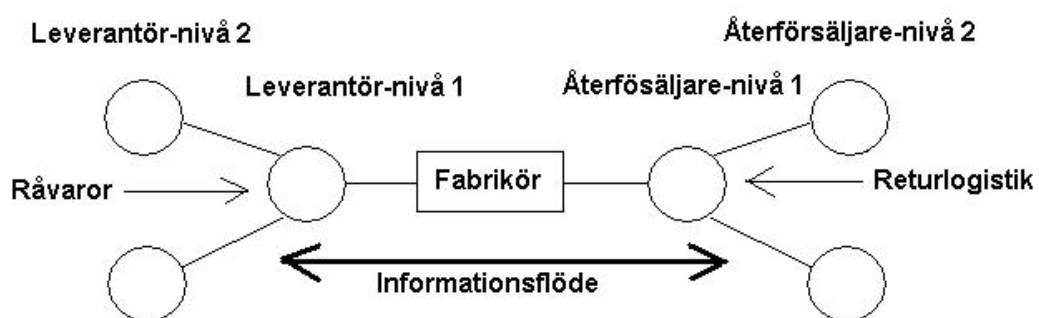 Leverantör-nivå 2
Återförsäljare-nivå 2
Leverantör-nivå 1
Återfösäljare-nivå 1
Råvaror
Fabrikör
Returlogistik
Informationsflöde